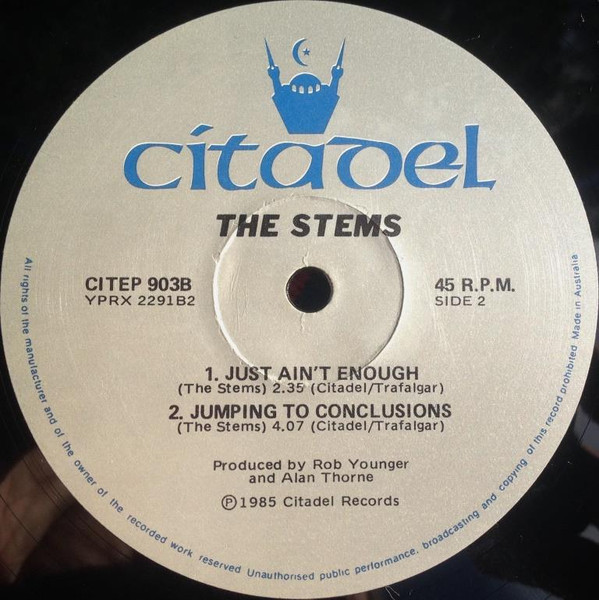 citadel
THE STEMS
CITEP 903B
YPRX 2291B2
45 R.P.M.
SIDE 2
1. JUST AIN'T ENOUGH
(The Stems) 2.35 (Citadel/Trafalgar)
2. JUMPING TO CONCLUSIONS
(The Stems) 4.07 (Citadel/Trafalgar)
Produced by Rob Younger
and Alan Thorne
Ⓟ1985 Citadel Records
All rights of the manufacturer and of the owner of the recorded work reserved Unauthorised public performance, broadcasting and copying of this record prohibited Made in Australia